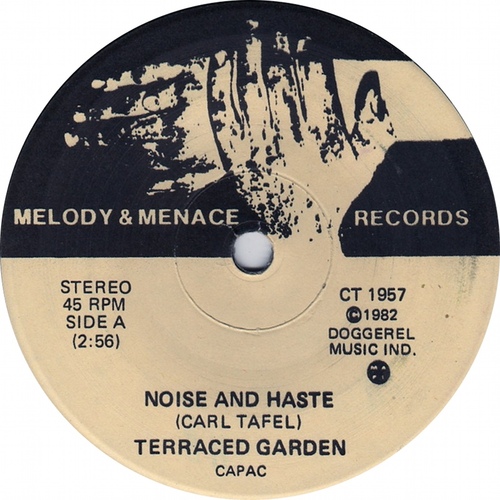 MELODY & MENACE RECORDS
STEREO
45 RPM
SIDE A
(2:56)
CT 1957
©1982
DOGGEREL
MUSIC IND.
NOISE AND HASTE
(CARL TAFEL)
TERRACED GARDEN
CAPAC